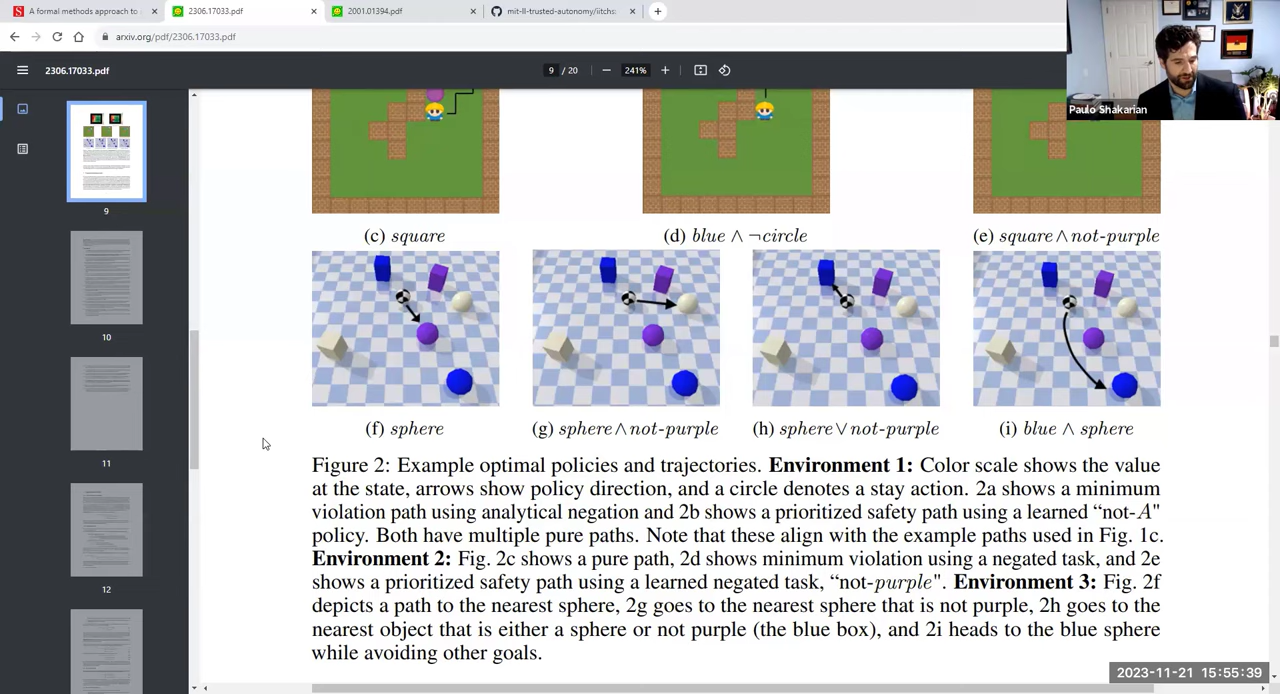 A formal methods approach to
2306.17033.pdf
2001.01394.pdf
mit-ll-trusted-autonomy/iitchs:
arxiv.org/pdf/2306.17033.pdf
2306.17033.pdf
9 / 20
241%
Paulo Shakarian
9
10
11
12
(c) square
(d) blue ∧ ¬circle
(e) square∧not-purple
(f) sphere
(g) sphere∧not-purple
(h) sphere∨not-purple
(i) blue ∧ sphere
Figure 2: Example optimal policies and trajectories. Environment 1: Color scale shows the value
at the state, arrows show policy direction, and a circle denotes a stay action. 2a shows a minimum
violation path using analytical negation and 2b shows a prioritized safety path using a learned “not-A"
policy. Both have multiple pure paths. Note that these align with the example paths used in Fig. 1c.
Environment 2: Fig. 2c shows a pure path, 2d shows minimum violation using a negated task, and 2e
shows a prioritized safety path using a learned negated task, “not-purple". Environment 3: Fig. 2f
depicts a path to the nearest sphere, 2g goes to the nearest sphere that is not purple, 2h goes to the
nearest object that is either a sphere or not purple (the blue box), and 2i heads to the blue sphere
while avoiding other goals.
2023-11-21 15:55:39